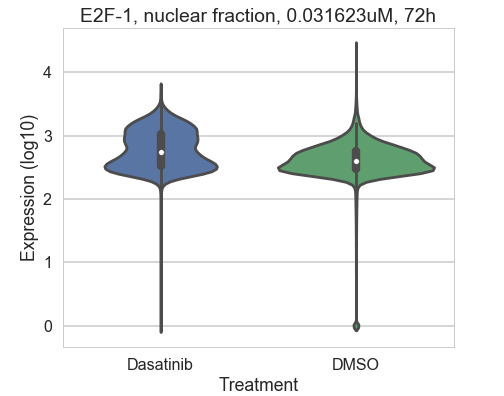 E2F-1, nuclear fraction, 0.031623uM, 72h
Expression (log10)
4
3
2
1
0
Dasatinib
DMSO
Treatment